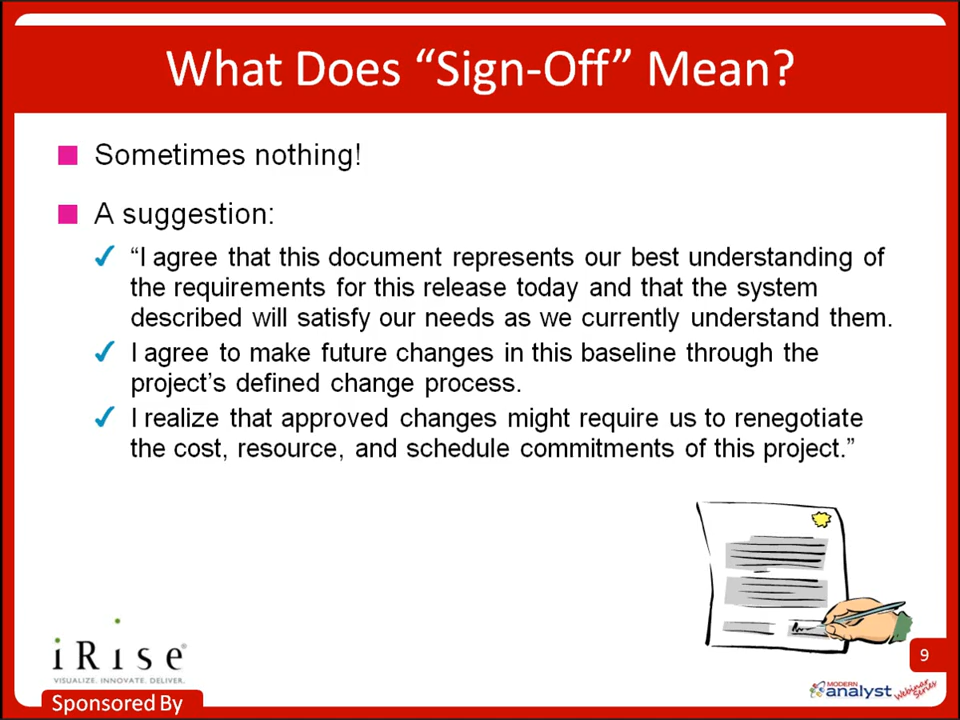 What Does “Sign-Off” Mean?
Sometimes nothing!
A suggestion:
“I agree that this document represents our best understanding of
the requirements for this release today and that the system
described will satisfy our needs as we currently understand them.
I agree to make future changes in this baseline through the
project’s defined change process.
I realize that approved changes might require us to renegotiate
the cost, resource, and schedule commitments of this project.”
iRise®
VISUALIZE. INNOVATE. DELIVER.
Sponsored By
9
MODERN
analyst
Webinar
Series